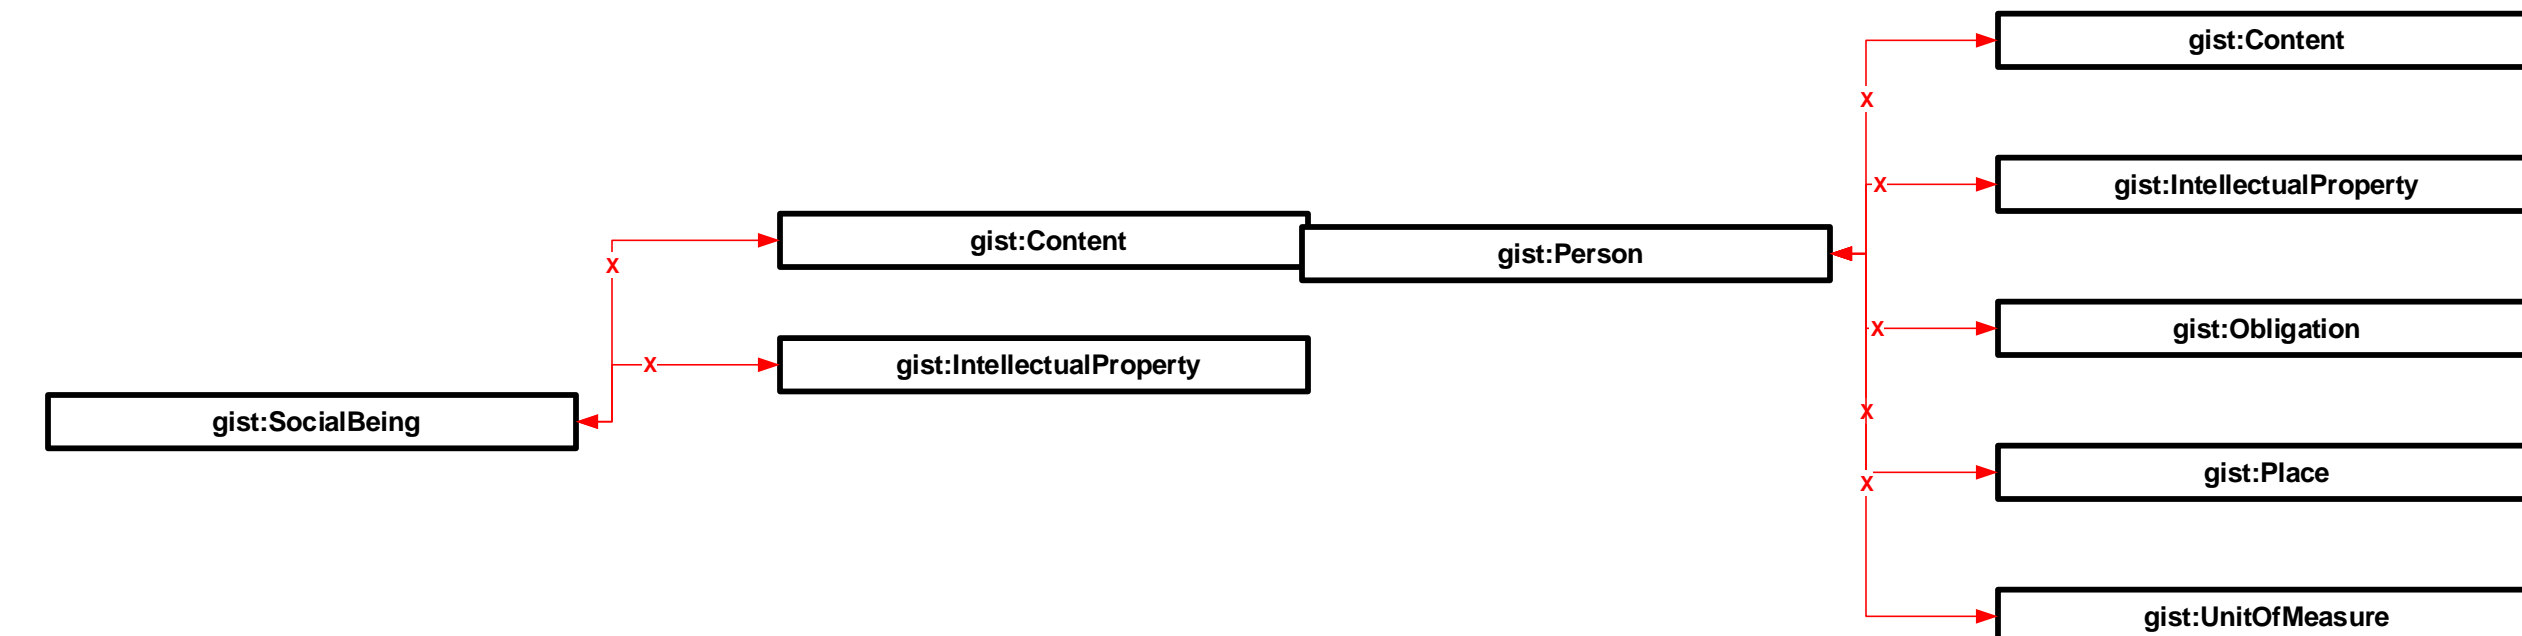 gist:Content
X
gist:IntellectualProperty
X
gist:Content
gist:Person
X
gist:Obligation
X
gist:IntellectualProperty
X
gist:SocialBeing
X
X
gist:Place
X
gist:UnitOfMeasure